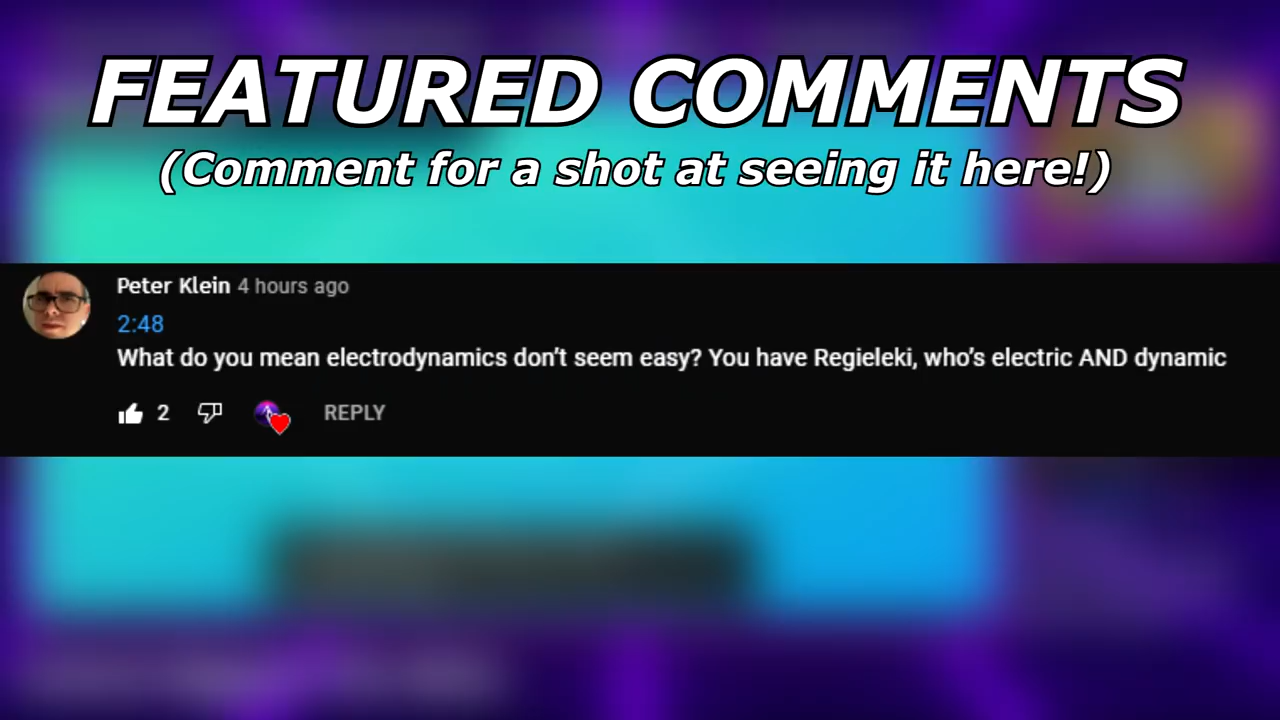 FEATURED COMMENTS
(Comment for a shot at seeing it here!)
Peter Klein 4 hours ago
2:48
What do you mean electrodynamics don’t seem easy? You have Regieleki, who’s electric AND dynamic
2 REPLY